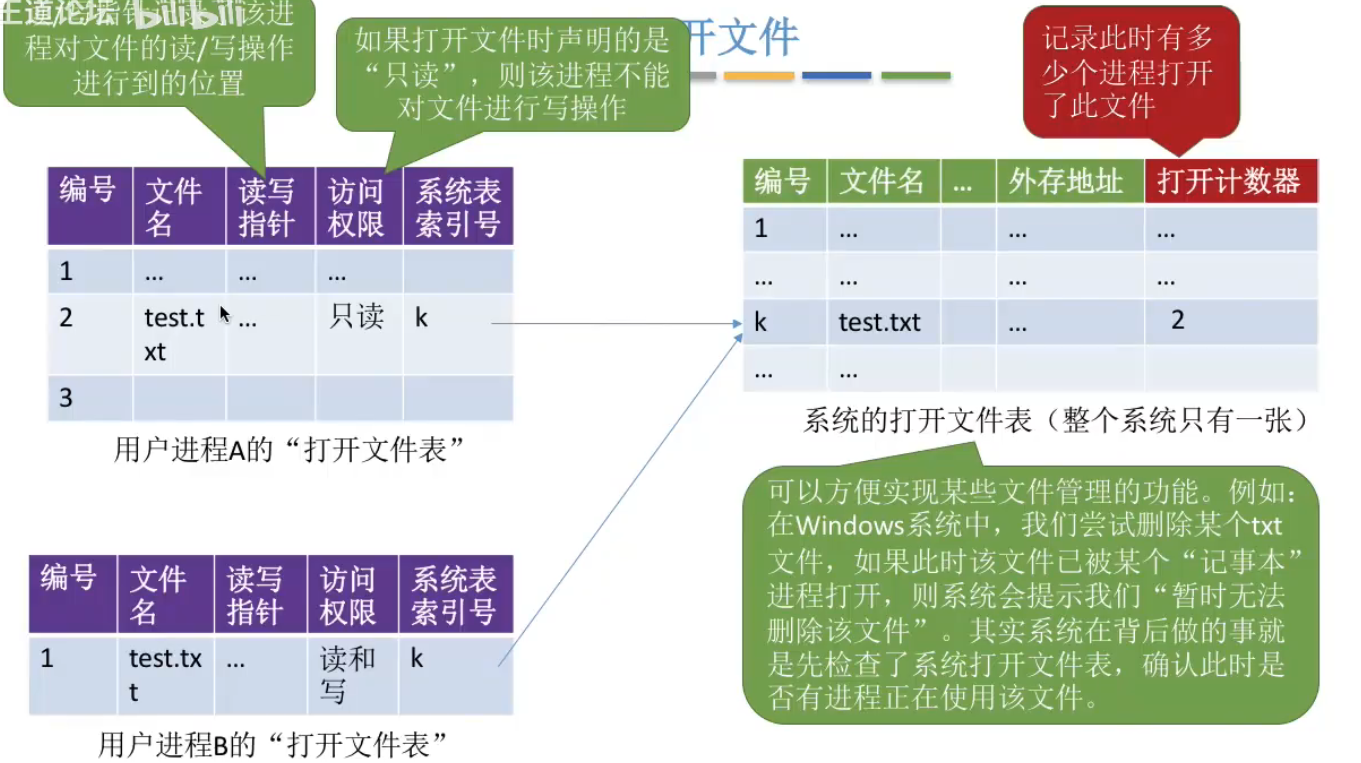 王道论坛 bilibili
该进
程对文件的读/写操作
进行到的位置
如果打开文件时声明的是
“只读”，则该进程不能
对文件进行写操作
开文件
记录此时有多
少个进程打开
了此文件
编号 文件名 读写指针 访问权限 系统表索引号
1 … … …
2 test.txt … 只读 k
3
用户进程A的“打开文件表”
编号 文件名 … 外存地址 打开计数器
1 … … …
… … … …
k test.txt … 2
… …
系统的打开文件表（整个系统只有一张）
可以方便实现某些文件管理的功能。例如：
在Windows系统中，我们尝试删除某个txt
文件，如果此时该文件已被某个“记事本”
进程打开，则系统会提示我们“暂时无法
删除该文件”。其实系统在背后做的事就
是先检查了系统打开文件表，确认此时是
否有进程正在使用该文件。
编号 文件名 读写指针 访问权限 系统表索引号
1 test.txt … 读和写 k
用户进程B的“打开文件表”